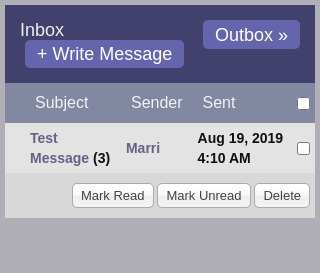 Inbox
+ Write Message
Outbox »
Subject Sender Sent
Test Message (3) Marri Aug 19, 2019 4:10 AM
Mark Read Mark Unread Delete